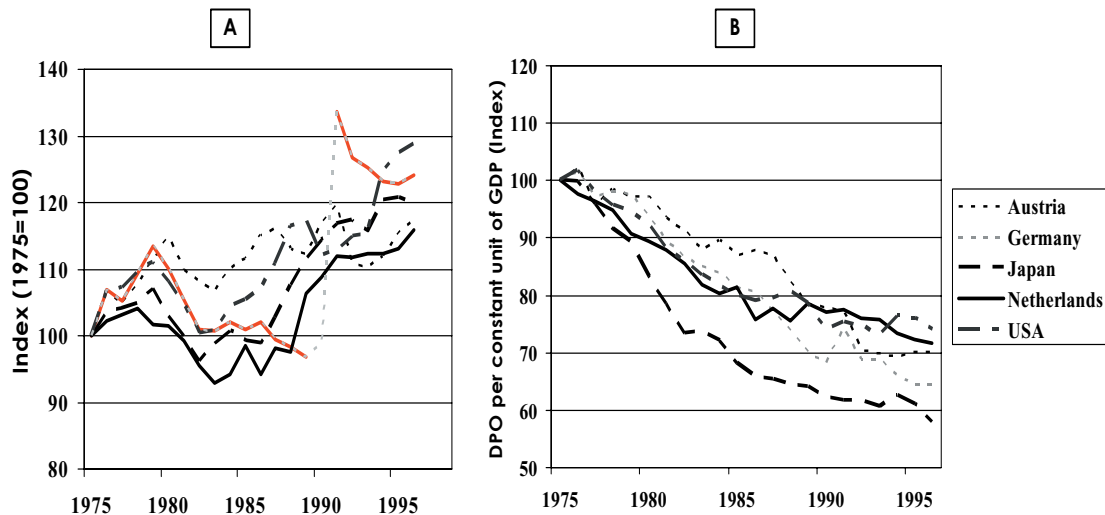 A
B
Index (1975=100)
140
130
120
110
100
90
80
1975 1980 1985 1990 1995
DPO per constant unit of GDP (Index)
120
110
100
90
80
70
60
50
1975 1980 1985 1990 1995
Austria
Germany
Japan
Netherlands
USA